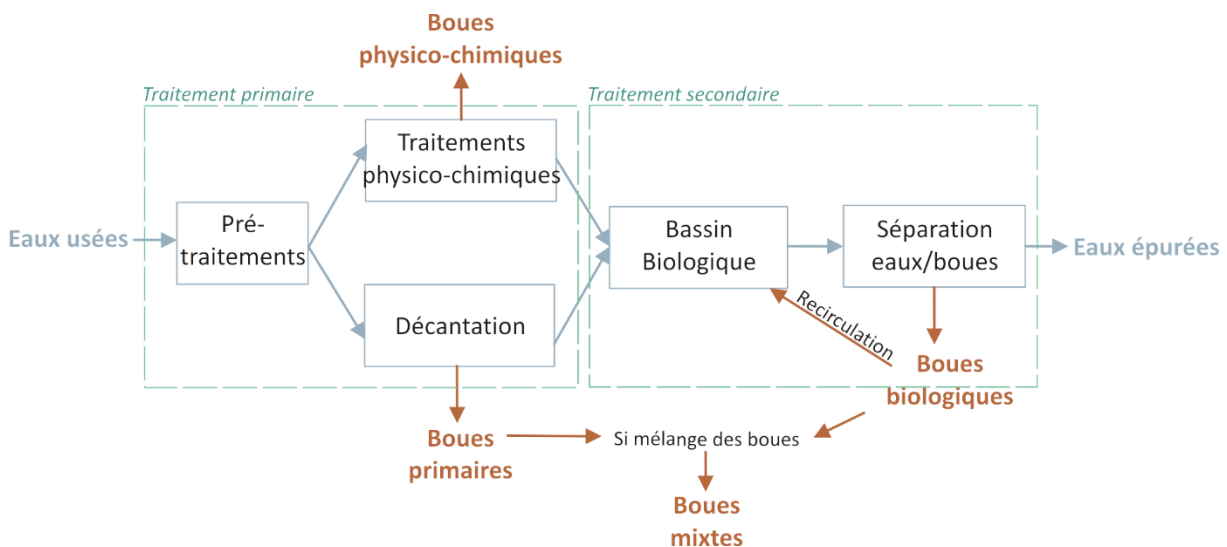 Boues
physico-chimiques
Traitement primaire
Traitement secondaire
Traitements
physico-chimiques
Eaux usées
Pré-
traitements
Bassin
Biologique
Séparation
eaux/boues
Eaux épurées
Décantation
Recirculation
Boues
biologiques
Boues
primaires
Si mélange des boues
Boues
mixtes